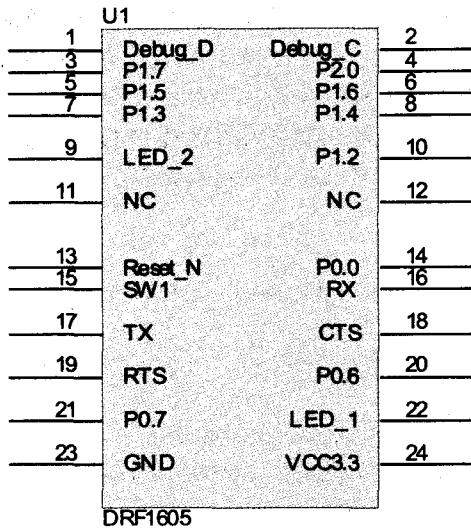 U1
1 Debug_D Debug_C 2
3 P1.7 P2.0 4
5 P1.5 P1.6 6
7 P1.3 P1.4 8
9 LED_2 P1.2 10
11 NC NC 12
13 Reset_N P0.0 14
15 SW1 RX 16
17 TX CTS 18
19 RTS P0.6 20
21 P0.7 LED_1 22
23 GND VCC3.3 24
DRF1605